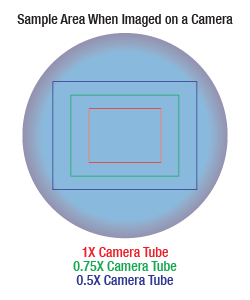 Sample Area When Imaged on a Camera
1X Camera Tube
0.75X Camera Tube
0.5X Camera Tube